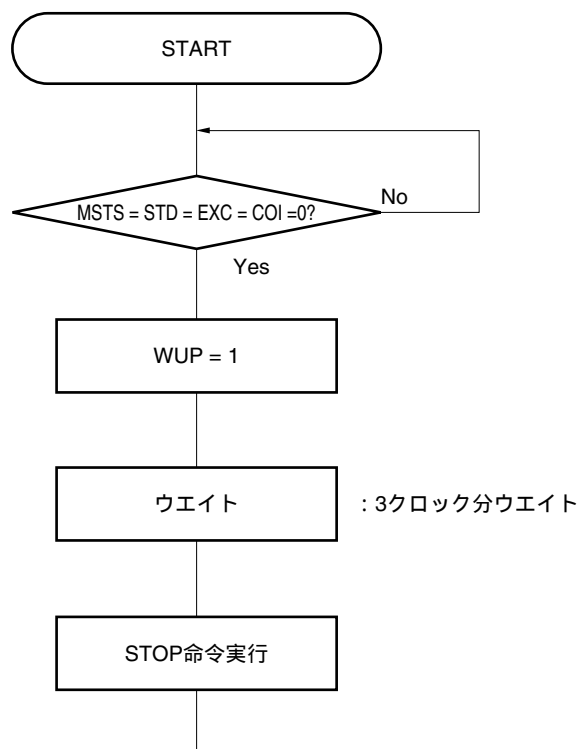 START
MSTS = STD = EXC = COI =0?
No
Yes
WUP = 1
ウエイト
: 3クロック分ウエイト
STOP命令実行